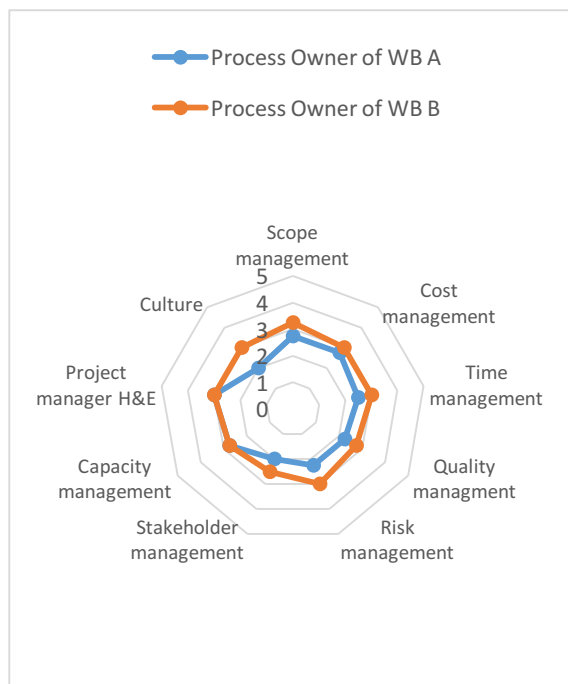 Process Owner of WB A
Process Owner of WB B
Scope
management
Cost
management
Time
management
Quality
managment
Risk
management
Stakeholder
management
Capacity
management
Project
manager H&E
Culture
5
4
3
2
1
0